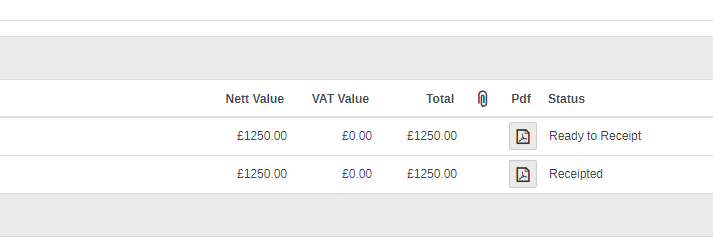 Nett Value VAT Value Total Pdf Status
£1250.00 £0.00 £1250.00 Ready to Receipt
£1250.00 £0.00 £1250.00 Receipted